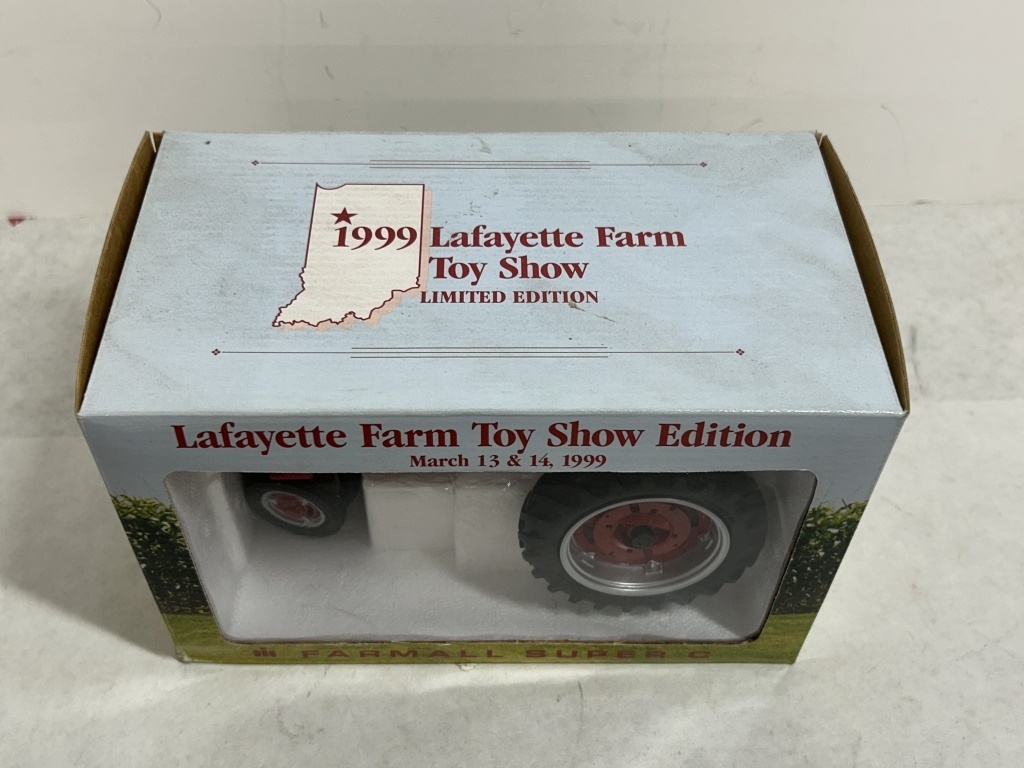 1999 Lafayette Farm
Toy Show
LIMITED EDITION
Lafayette Farm Toy Show Edition
March 13 & 14, 1999
FARMALL SUPER C